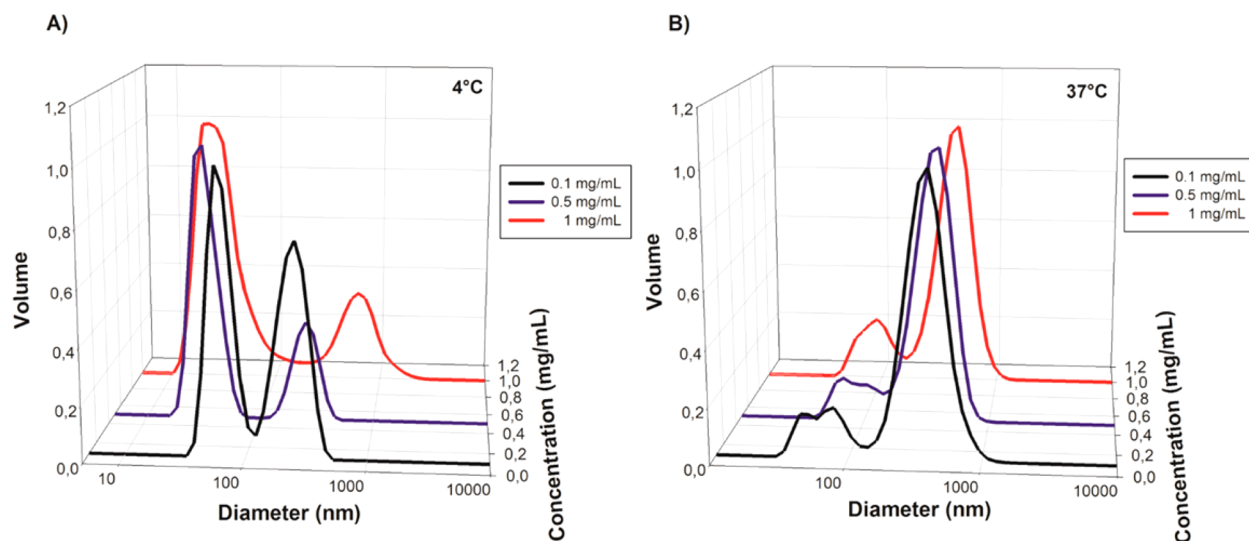 A)
4°C
1,2
1,0
0,8
0,6
0,4
0,2
0,0
Volume
10
100
1000
10000
Diameter (nm)
1,2
1,0
0,8
0,6
0,4
0,2
0,0
Concentration (mg/mL)
0.1 mg/mL
0.5 mg/mL
1 mg/mL
B)
37°C
1,2
1,0
0,8
0,6
0,4
0,2
0,0
Volume
100
1000
10000
Diameter (nm)
1,2
1,0
0,8
0,6
0,4
0,2
0,0
Concentration (mg/mL)
0.1 mg/mL
0.5 mg/mL
1 mg/mL